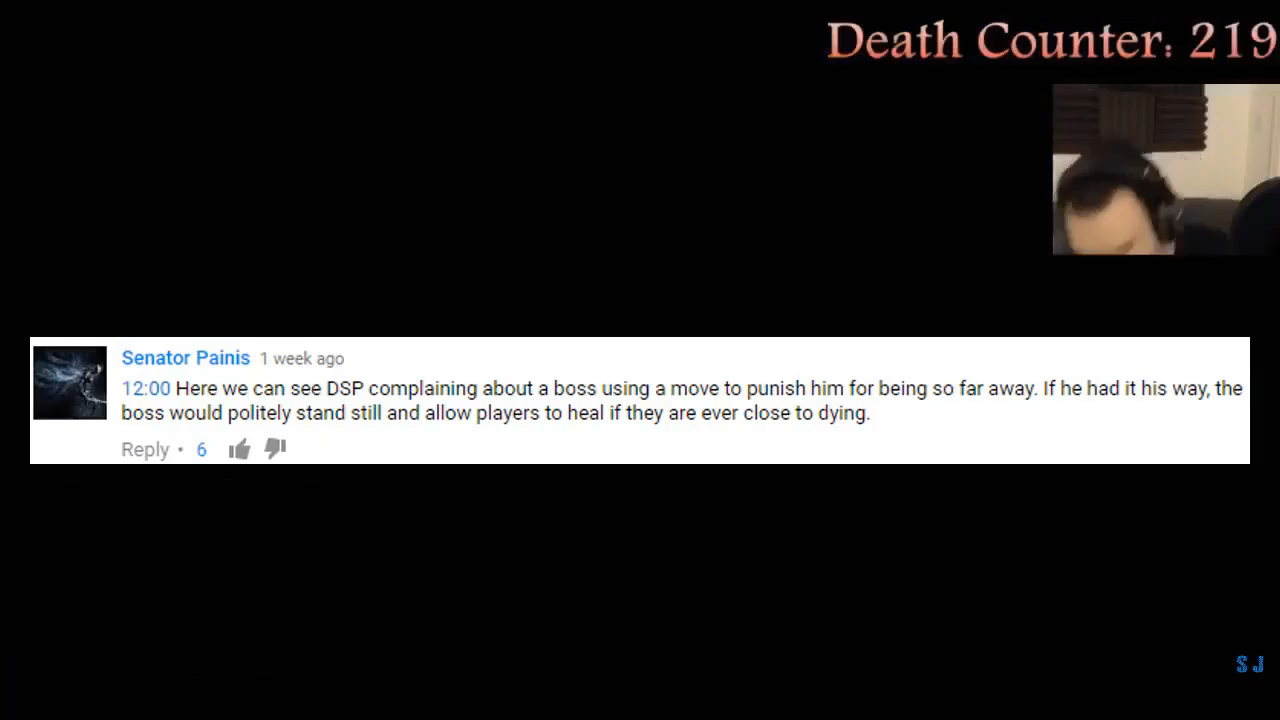 Death Counter: 219
Senator Painis 1 week ago
12:00 Here we can see DSP complaining about a boss using a move to punish him for being so far away. If he had it his way, the
boss would politely stand still and allow players to heal if they are ever close to dying.
Reply • 6
SJ